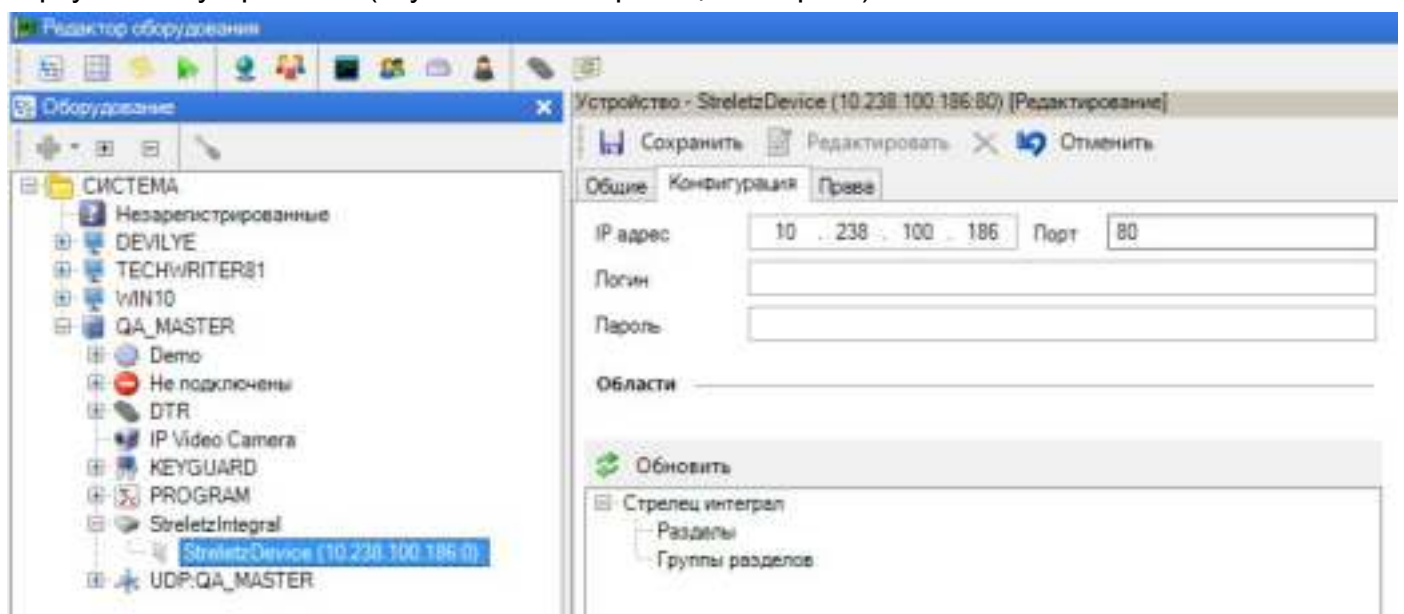 Редактор оборудования
Оборудование
СИСТЕМА
Незарегистрированные
DEVILYE
TECHWRITER81
WIN10
QA_MASTER
Demo
Не подключены
DTR
IP Video Camera
KEYGUARD
PROGRAM
StreletzIntegral
StreletzDevice (10.238.100.186:0)
UDP:QA_MASTER
Устройство - StreletzDevice (10.238.100.186:80) [Редактирование]
Сохранить Редактировать Отменить
Общие Конфигурация Права
IP адрес 10 . 238 . 100 . 186 Порт 80
Логин
Пароль
Области
Обновить
Стрелец интеграл
Разделы
Группы разделов